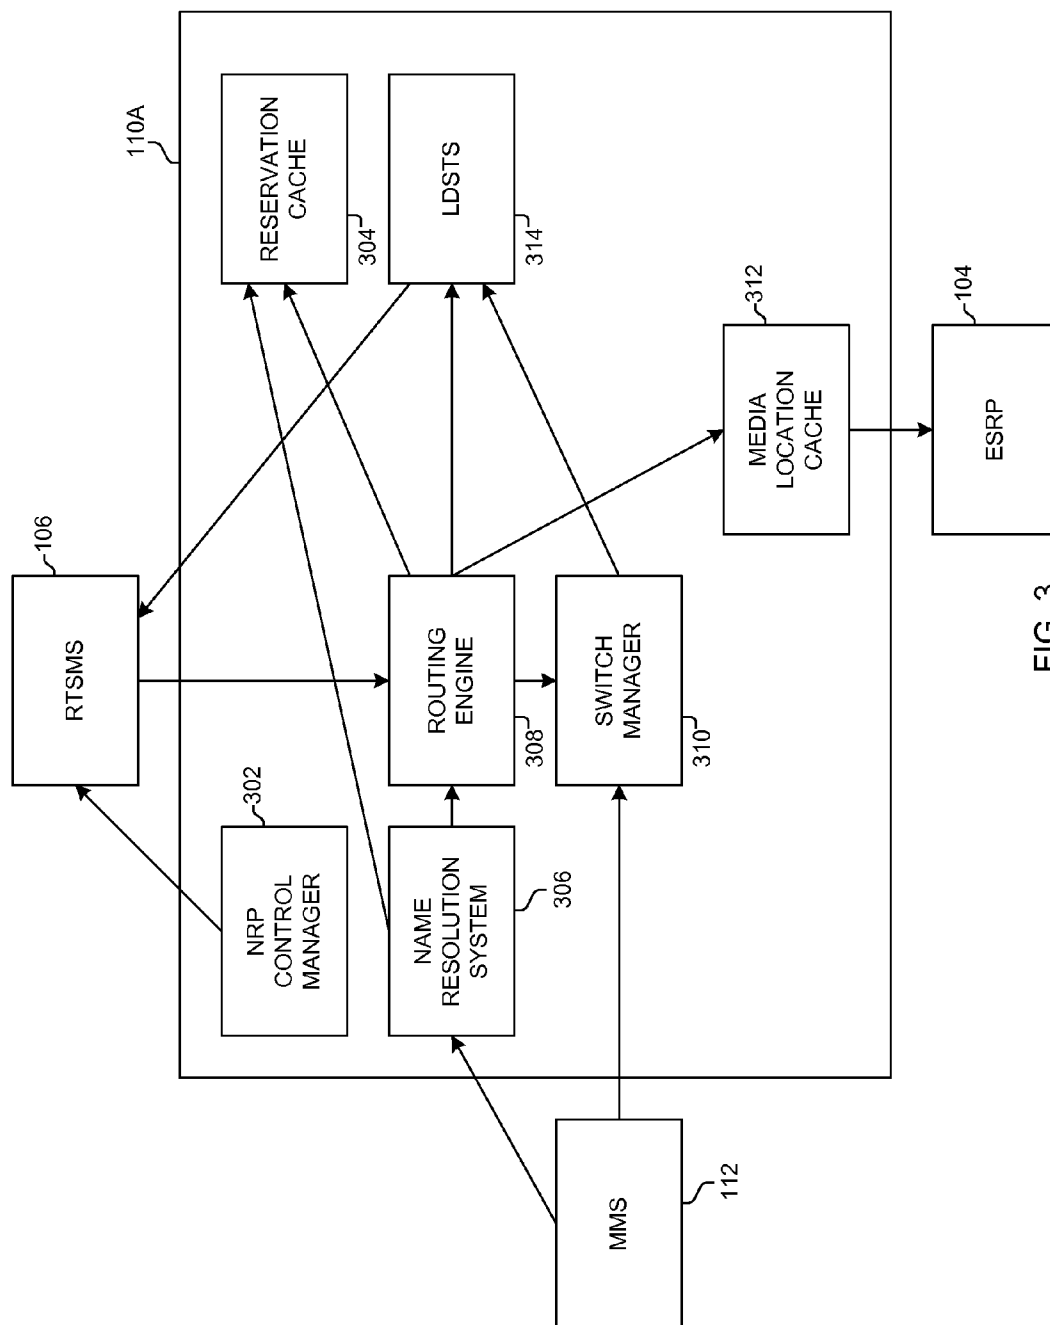 RTSMS
106
110A
NRP
CONTROL
MANAGER
302
RESERVATION
CACHE
304
NAME
RESOLUTION
SYSTEM
306
ROUTING
ENGINE
308
LDSTS
314
MMS
112
SWITCH
MANAGER
310
MEDIA
LOCATION
CACHE
312
ESRP
104
FIG. 3